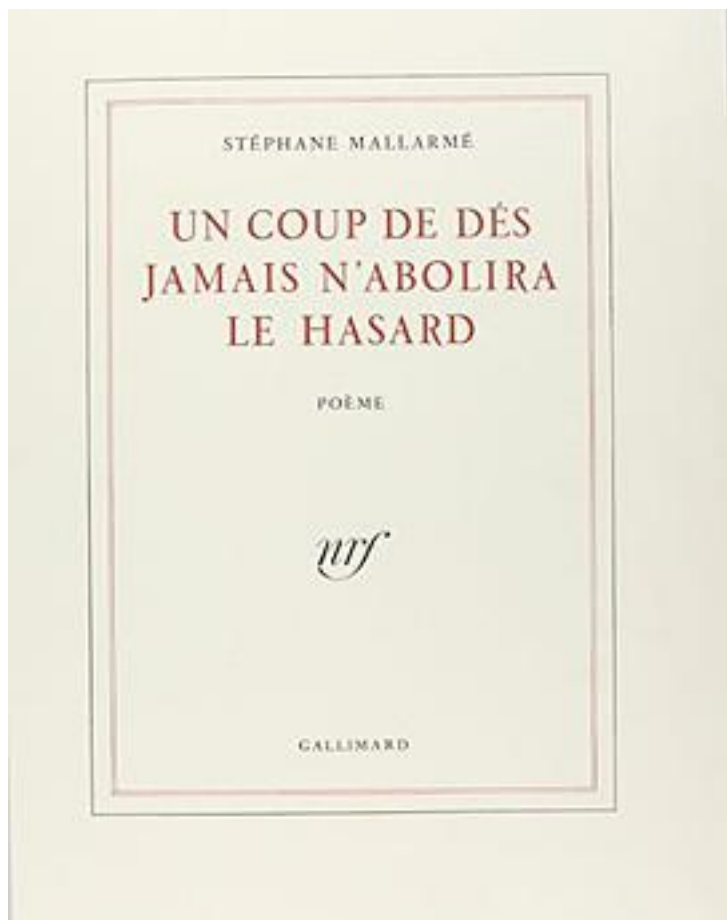 STÉPHANE MALLARMÉ
UN COUP DE DÉS
JAMAIS N'ABOLIRA
LE HASARD
POÈME
nrf
GALLIMARD